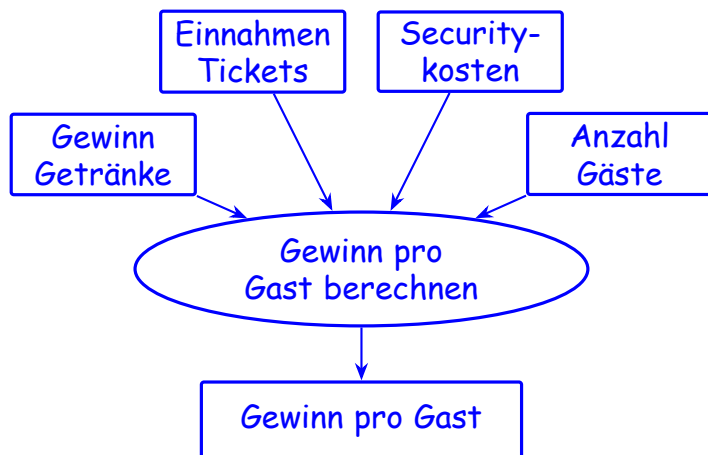 Einnahmen
Tickets
Security-
kosten
Gewinn
Getränke
Anzahl
Gäste
Gewinn pro
Gast berechnen
Gewinn pro Gast